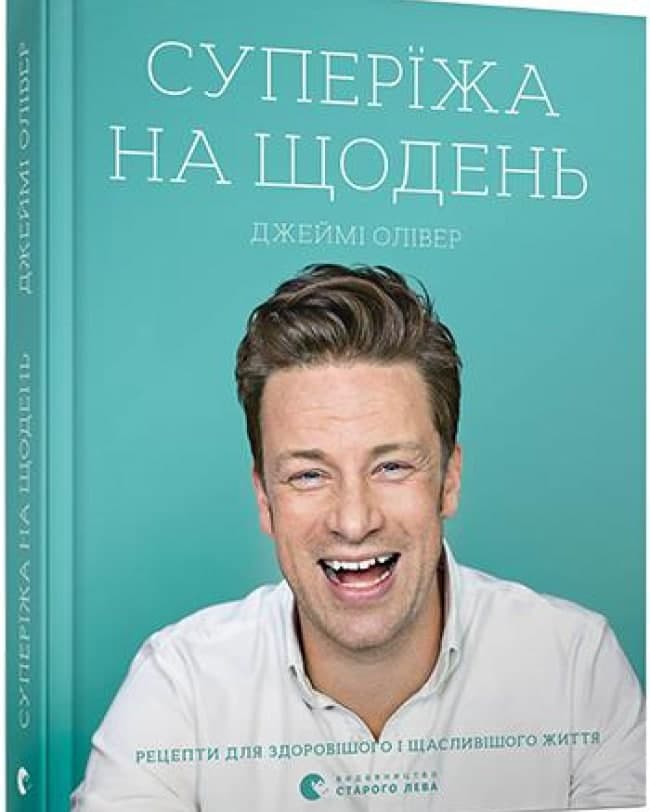 СУПЕРЇЖА
НА ЩОДЕНЬ
ДЖЕЙМІ ОЛІВЕР
РЕЦЕПТИ ДЛЯ ЗДОРОВІШОГО І ЩАСЛИВІШОГО ЖИТТЯ
ВИДАВНИЦТВО
СТАРОГО ЛЕВА
СУПЕРЇЖА НА ЩОДЕНЬ ДЖЕЙМІ ОЛІВЕР